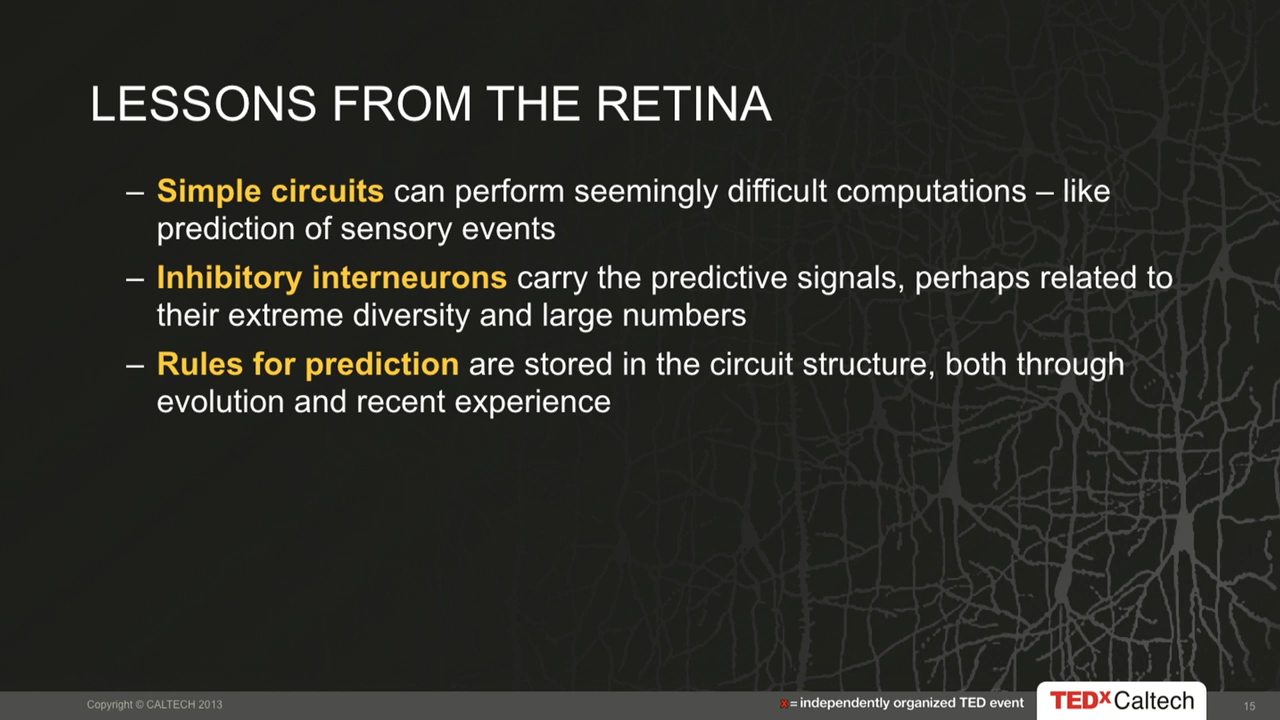 LESSONS FROM THE RETINA
– Simple circuits can perform seemingly difficult computations – like
prediction of sensory events
– Inhibitory interneurons carry the predictive signals, perhaps related to
their extreme diversity and large numbers
– Rules for prediction are stored in the circuit structure, both through
evolution and recent experience
Copyright © CALTECH 2013
x = independently organized TED event
TEDxCaltech
15